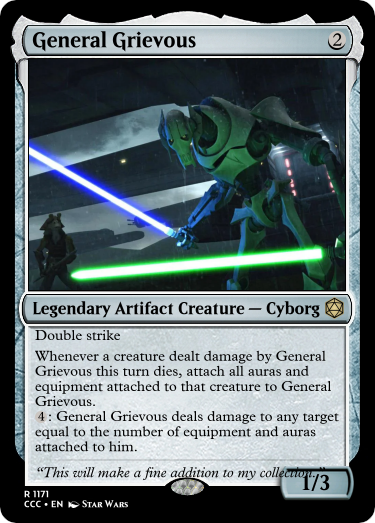 General Grievous 2
Legendary Artifact Creature — Cyborg
Double strike
Whenever a creature dealt damage by General
Grievous this turn dies, attach all auras and
equipment attached to that creature to General
Grievous.
4: General Grievous deals damage to any target
equal to the number of equipment and auras
attached to him.
“This will make a fine addition to my collection.”
1/3
R 1171
CCC • EN STAR WARS